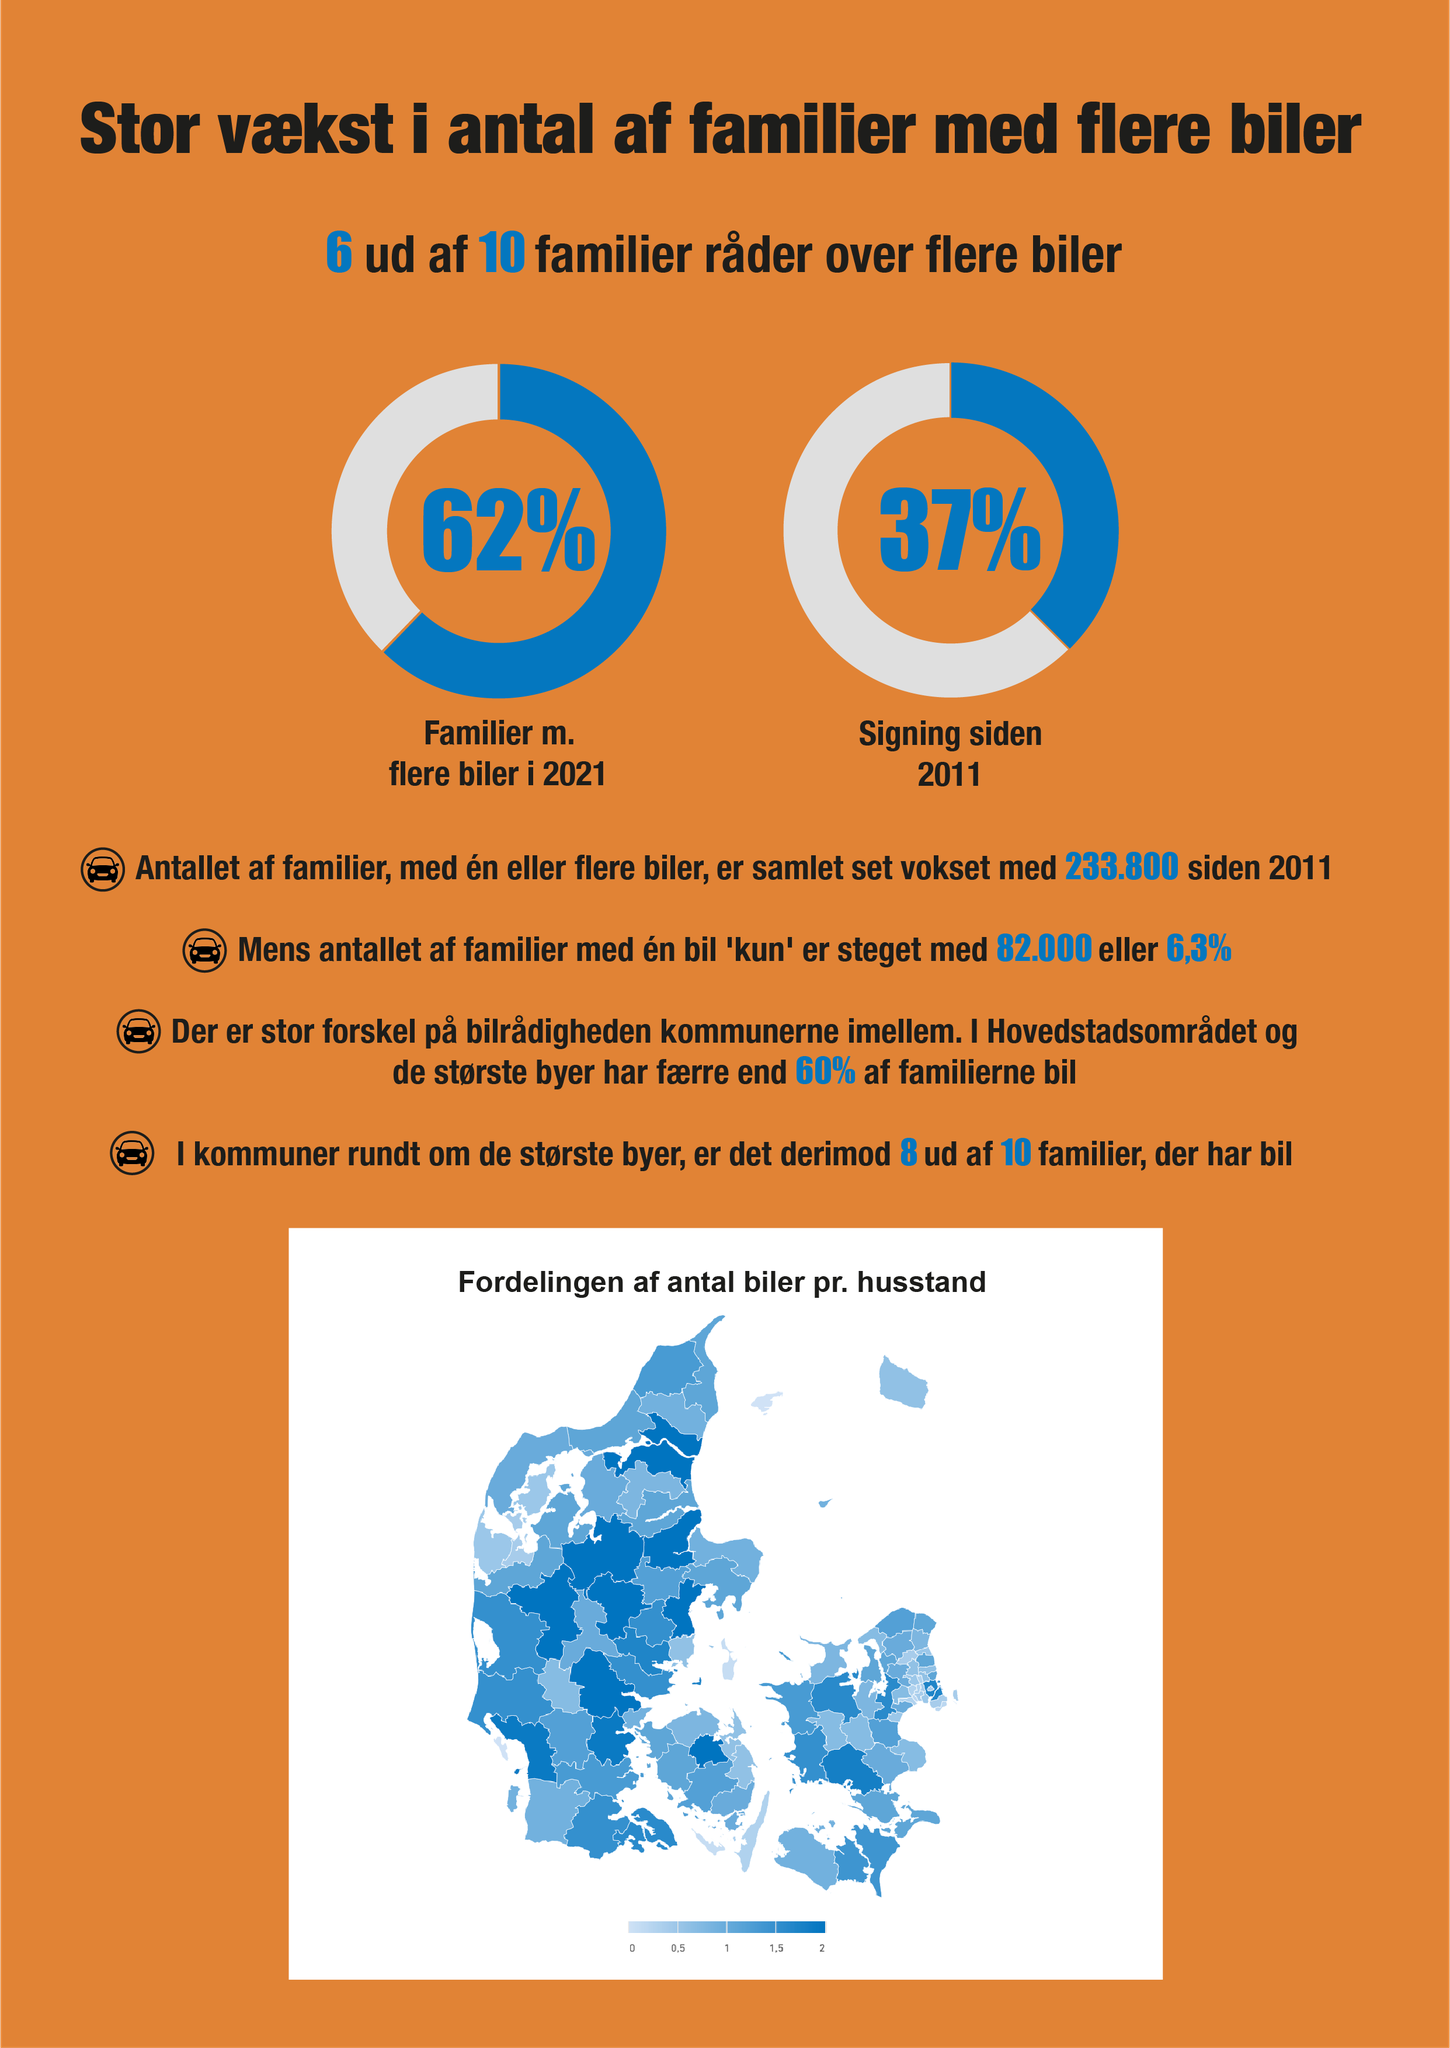 Stor vækst i antal af familier med flere biler
6 ud af 10 familier råder over flere biler
62%
37%
Familier m.
flere biler i 2021
Signing siden
2011
Antallet af familier, med én eller flere biler, er samlet set vokset med 233.800 siden 2011
Mens antallet af familier med én bil 'kun' er steget med 82.000 eller 6,3%
Der er stor forskel på bilrådigheden kommunerne imellem. I Hovedstadsområdet og
de største byer har færre end 60% af familierne bil
I kommuner rundt om de største byer, er det derimod 8 ud af 10 familier, der har bil
Fordelingen af antal biler pr. husstand
0 0,5 1 1,5 2